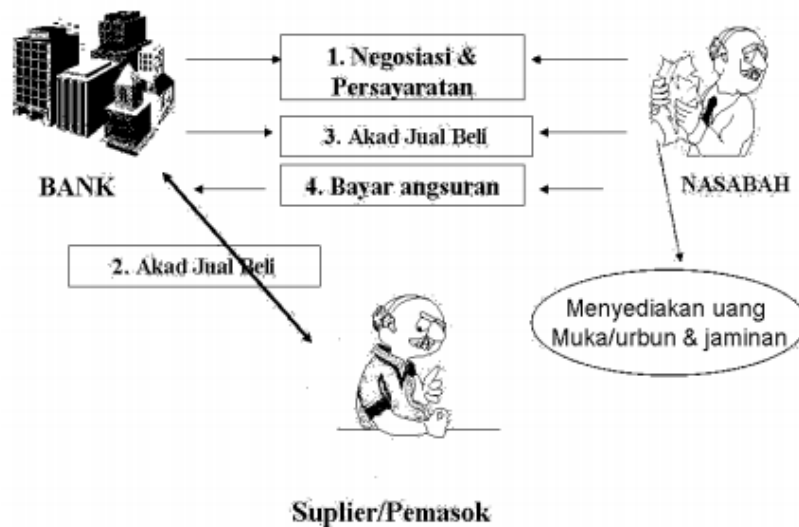 1. Negosiasi &
Persayaratan
3. Akad Jual Beli
BANK
4. Bayar angsuran
NASABAH
2. Akad Jual Beli
Menyediakan uang
Muka/urbun & jaminan
Suplier/Pemasok